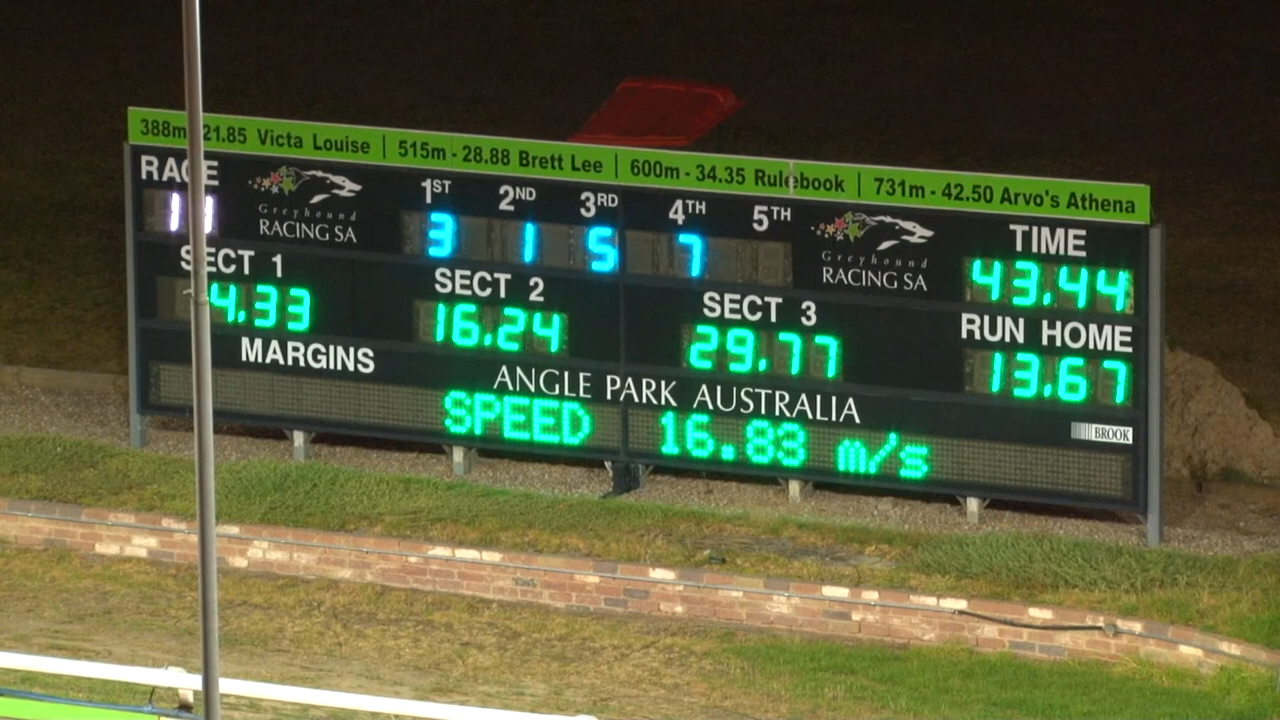 388m - 21.85 Victa Louise | 515m - 28.88 Brett Lee | 600m - 34.35 Rulebook | 731m - 42.50 Arvo's Athena
RACE
11
Greyhound
RACING SA
1ST 2ND 3RD 4TH 5TH
3 1 5 7
Greyhound
RACING SA
TIME
43.44
SECT 1
4.33
SECT 2
16.24
SECT 3
29.77
RUN HOME
13.67
MARGINS
ANGLE PARK AUSTRALIA
SPEED 16.83 m/s
BROOK